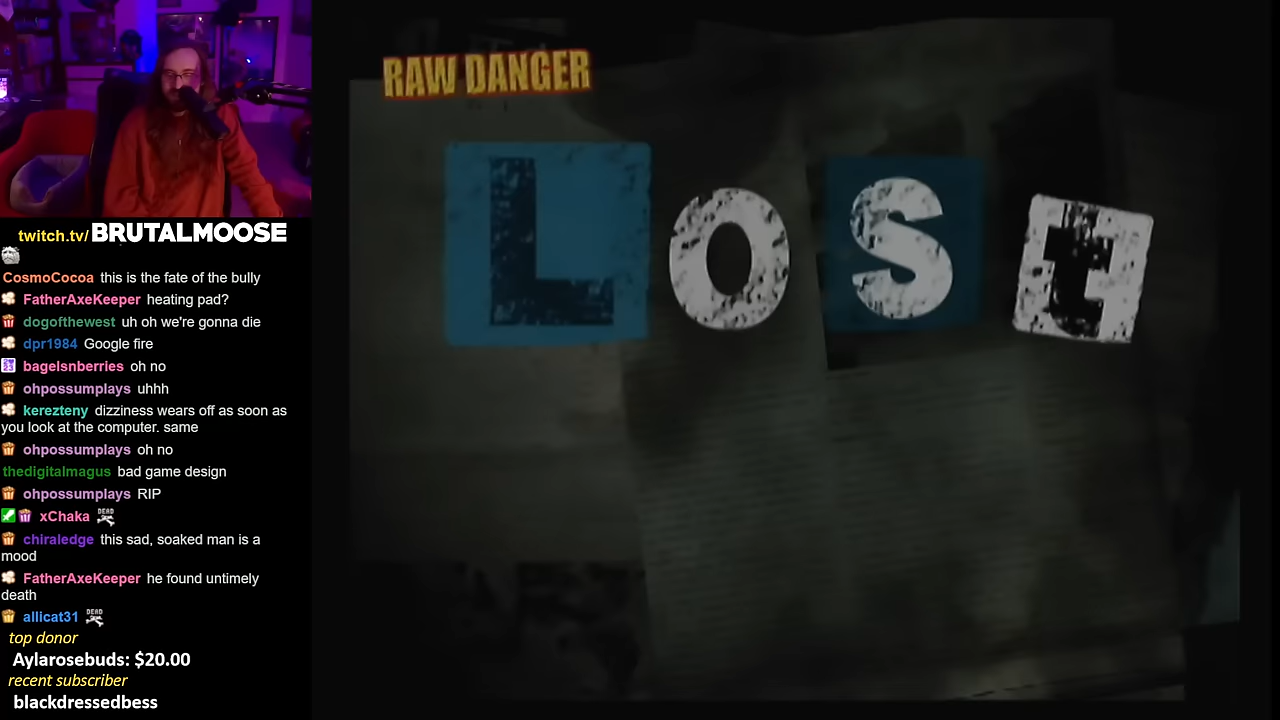 RAW DANGER
LOSt
twitch.tv/BRUTALMOOSE
CosmoCocoa this is the fate of the bully
FatherAxeKeeper heating pad?
dogofthewest uh oh we're gonna die
dpr1984 Google fire
bagelsnberries oh no
ohpossumplays uhhh
kerezteny dizziness wears off as soon as
you look at the computer. same
ohpossumplays oh no
thedigitalmagus bad game design
ohpossumplays RIP
xChaka DEAD
chiraledge this sad, soaked man is a
mood
FatherAxeKeeper he found untimely
death
allicat31 DEAD
top donor
Aylarosebuds: $20.00
recent subscriber
blackdressedbess